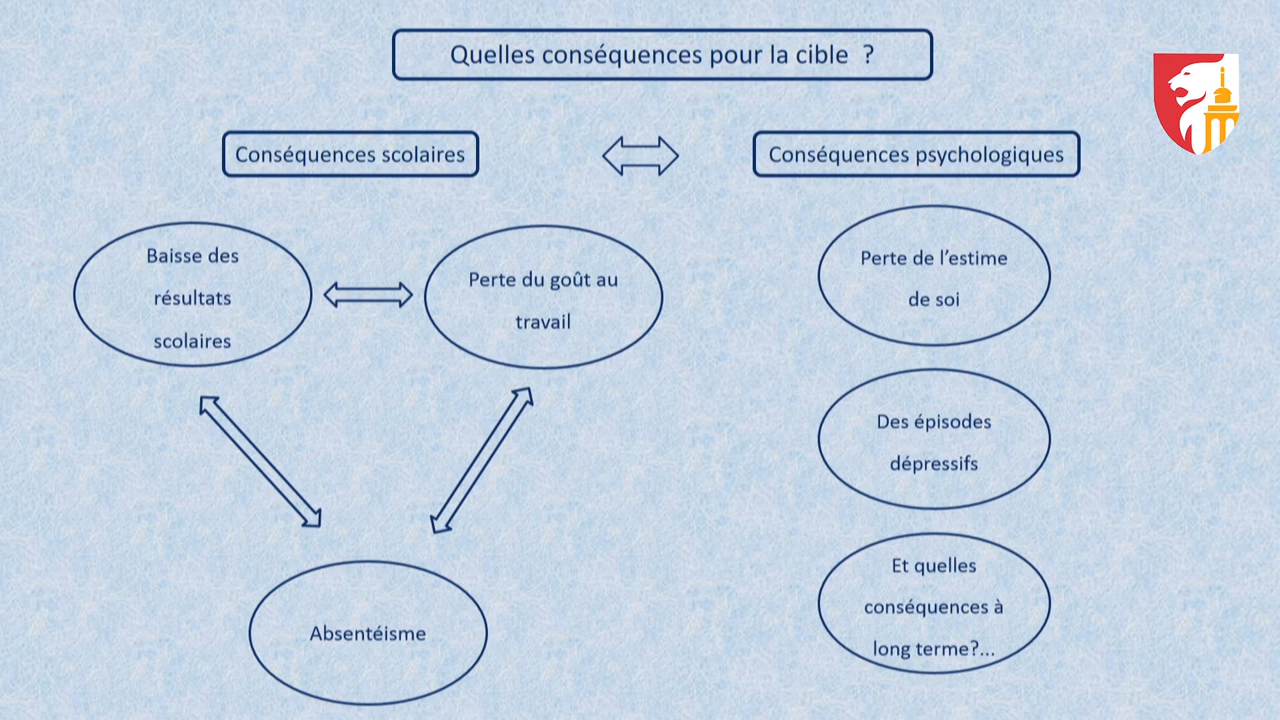 Quelles conséquences pour la cible  ?
Conséquences scolaires
Conséquences psychologiques
Baisse des
résultats
scolaires
Perte du goût au
travail
Absentéisme
Perte de l’estime
de soi
Des épisodes
dépressifs
Et quelles
conséquences à
long terme?...